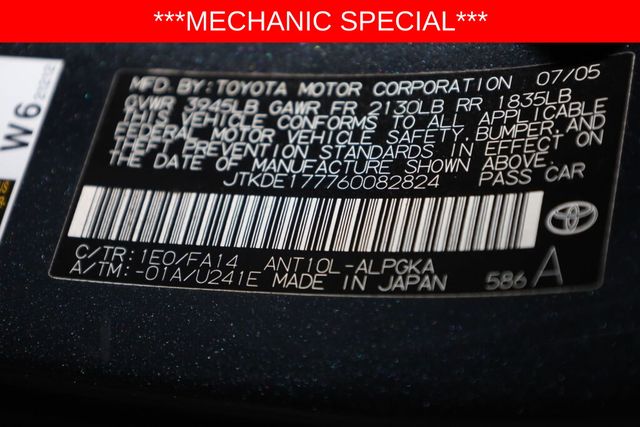 ***MECHANIC SPECIAL***
MFD. BY: TOYOTA MOTOR CORPORATION 07/05
GVWR 3945LB GAWR FR 2130LB RR 1835LB
THIS VEHICLE CONFORMS TO ALL APPLICABLE
FEDERAL MOTOR VEHICLE SAFETY, BUMPER, AND
THEFT PREVENTION STANDARDS IN EFFECT ON
THE DATE OF MANUFACTURE SHOWN ABOVE.
JTKDE177760082824 PASS CAR
C/TR: 1E0/FA14 ANT10L-ALPGKA
A/TM: -01A/U241E MADE IN JAPAN 586 A
W6